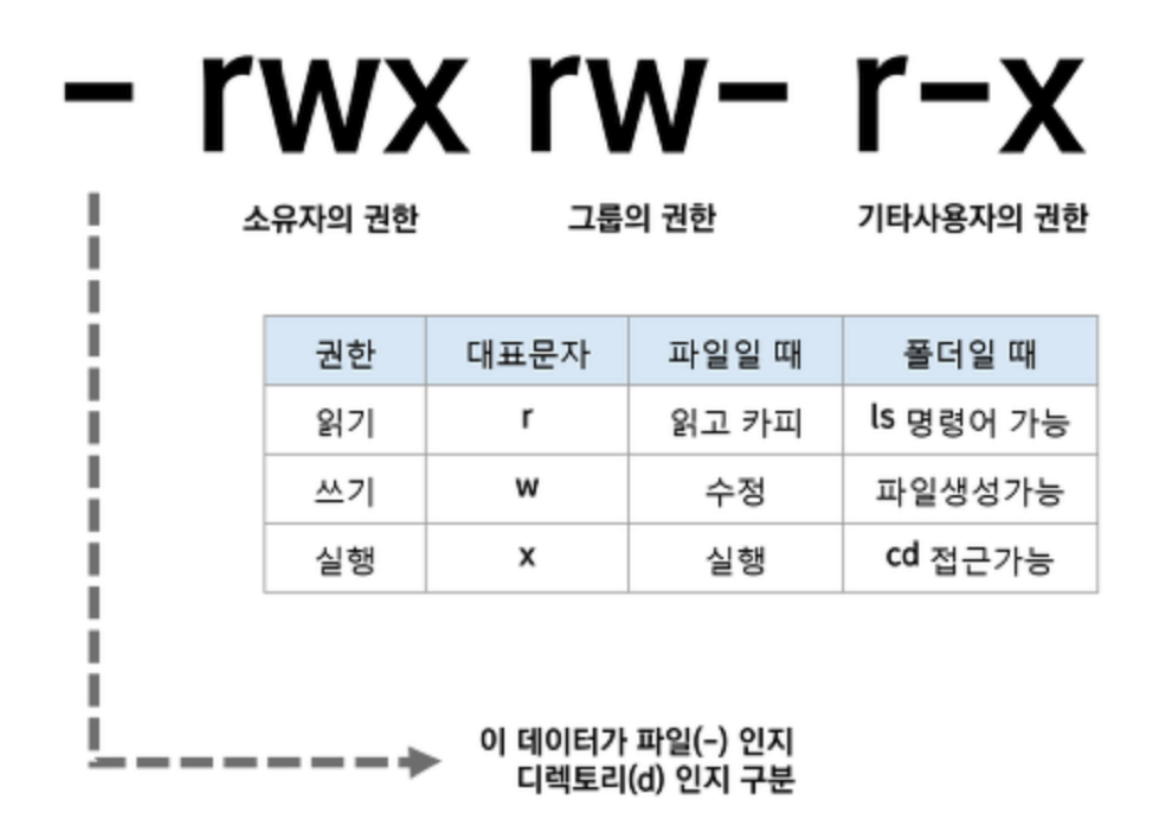 - rwx rw- r-x
소유자의 권한 그룹의 권한 기타사용자의 권한
권한 대표문자 파일일 때 폴더일 때
읽기 r 읽고 카피 ls 명령어 가능
쓰기 w 수정 파일생성가능
실행 x 실행 cd 접근가능
이 데이터가 파일(-) 인지
디렉토리(d) 인지 구분